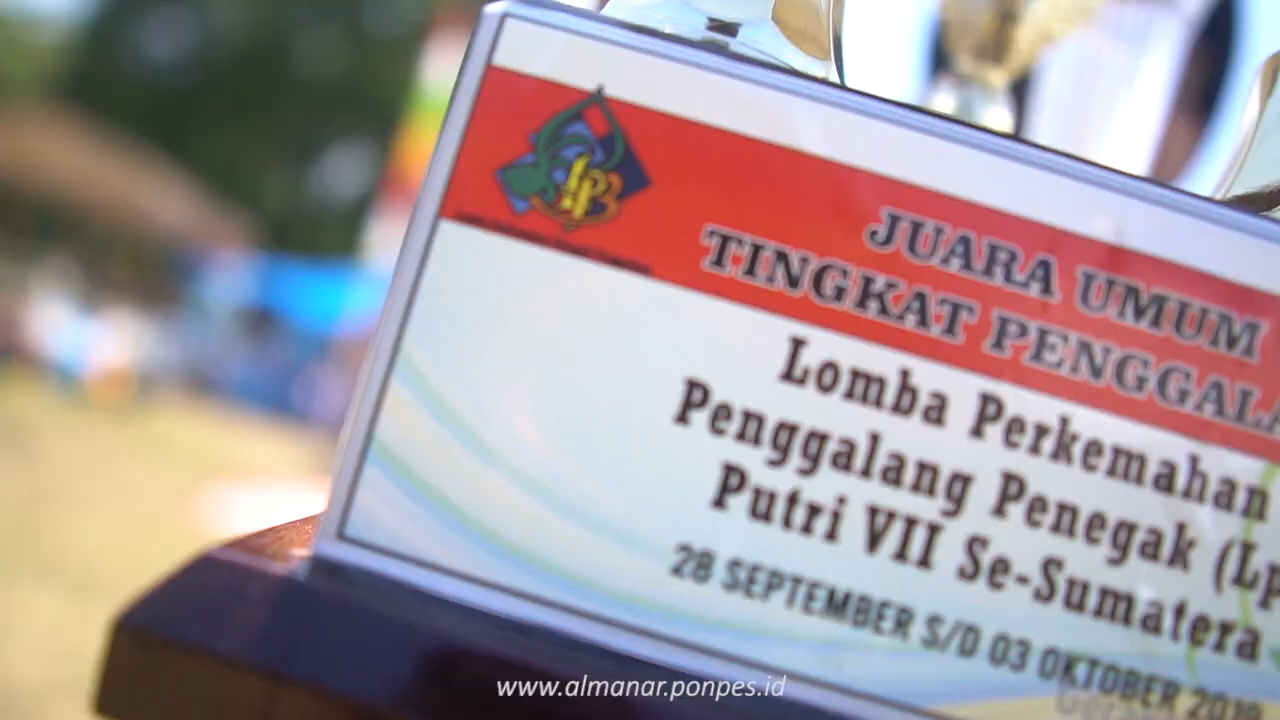 JUARA UMUM
TINGKAT PENGGALA
Lomba Perkemahan
Penggalang Penegak (Lp
Putri VII Se-Sumatera
28 SEPTEMBER S/D 03 OKTOBER 2019
www.almanar.ponpes.id